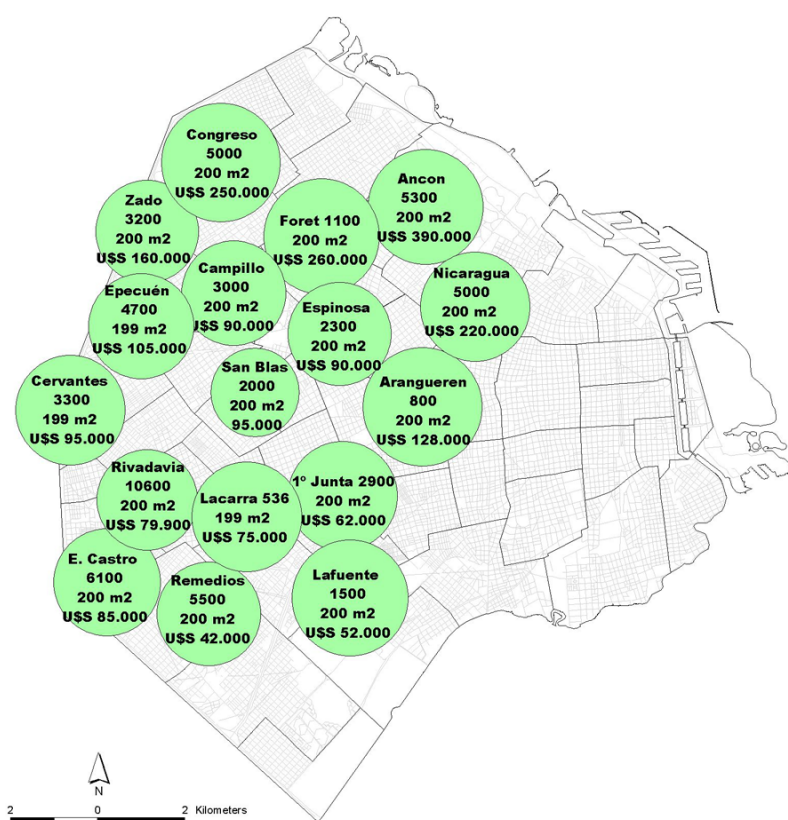 Congreso
5000
200 m2
U$S 250.000
Ancon
5300
200 m2
U$S 390.000
Zado
3200
200 m2
U$S 160.000
Foret 1100
200 m2
U$S 260.000
Campillo
3000
200 m2
U$S 90.000
Nicaragua
5000
200 m2
U$S 220.000
Epecuén
4700
199 m2
U$S 105.000
Espinosa
2300
200 m2
U$S 90.000
San Blas
2000
200 m2
95.000
Cervantes
3300
199 m2
U$S 95.000
Arangueren
800
200 m2
U$S 128.000
Rivadavia
10600
200 m2
U$S 79.900
Lacarra 536
199 m2
U$S 75.000
1º Junta 2900
200 m2
U$S 62.000
E. Castro
6100
200 m2
U$S 85.000
Remedios
5500
200 m2
U$S 42.000
Lafuente
1500
200 m2
U$S 52.000
N
2 0 2 Kilometers